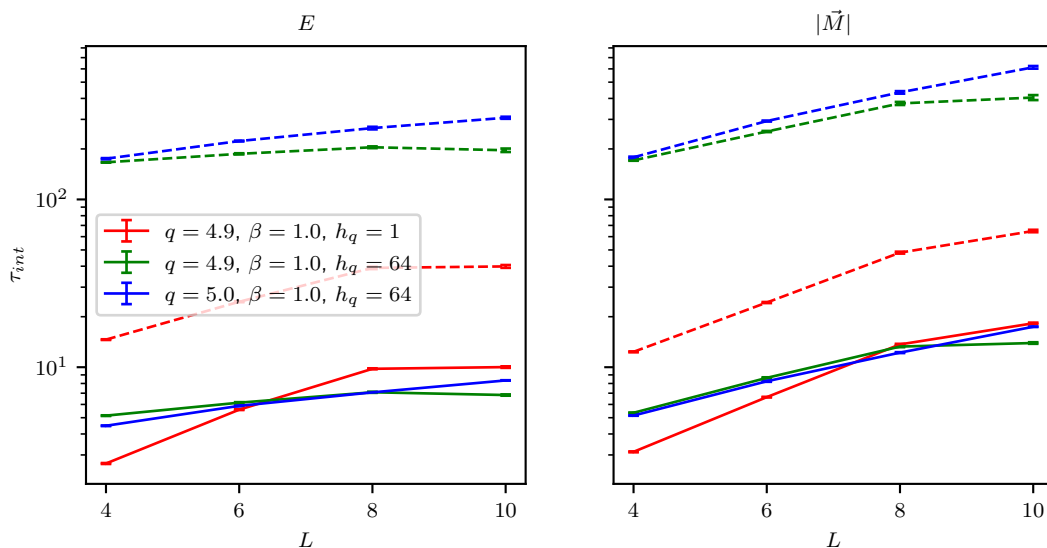 E
|M⃗|
τ_int
10²
10¹
q = 4.9, β = 1.0, h_q = 1
q = 4.9, β = 1.0, h_q = 64
q = 5.0, β = 1.0, h_q = 64
4 6 8 10
4 6 8 10
L
L